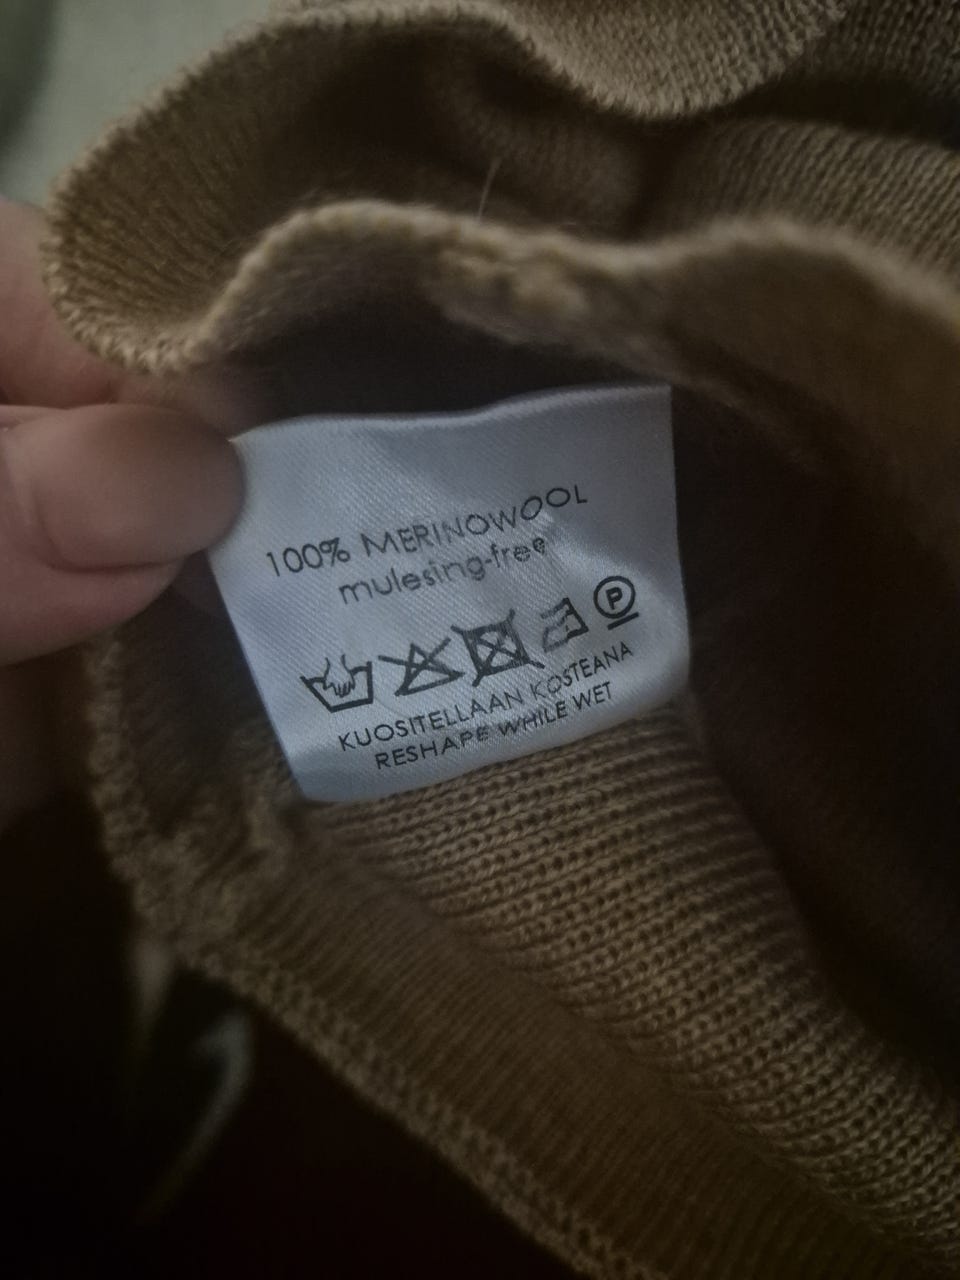 100% MERINOWOOL
mulesing-free
P
KUOSITELLAAN KOSTEANA
RESHAPE WHILE WET